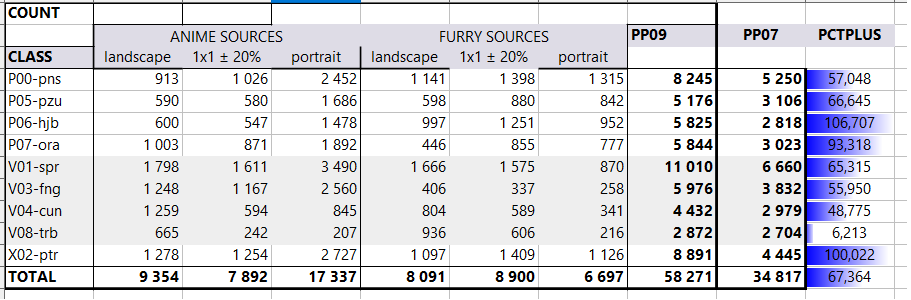 COUNT
ANIME SOURCES FURRY SOURCES PP09 PP07 PCTPLUS
CLASS landscape 1x1 ± 20% portrait landscape 1x1 ± 20% portrait
P00-pns 913 1 026 2 452 1 141 1 398 1 315 8 245 5 250 57,048
P05-pzu 590 580 1 686 598 880 842 5 176 3 106 66,645
P06-hjb 600 547 1 478 997 1 251 952 5 825 2 818 106,707
P07-ora 1 003 871 1 892 446 855 777 5 844 3 023 93,318
V01-spr 1 798 1 611 3 490 1 666 1 575 870 11 010 6 660 65,315
V03-fng 1 248 1 167 2 560 406 337 258 5 976 3 832 55,950
V04-cun 1 259 594 845 804 589 341 4 432 2 979 48,775
V08-trb 665 242 207 936 606 216 2 872 2 704 6,213
X02-ptr 1 278 1 254 2 727 1 097 1 409 1 126 8 891 4 445 100,022
TOTAL 9 354 7 892 17 337 8 091 8 900 6 697 58 271 34 817 67,364